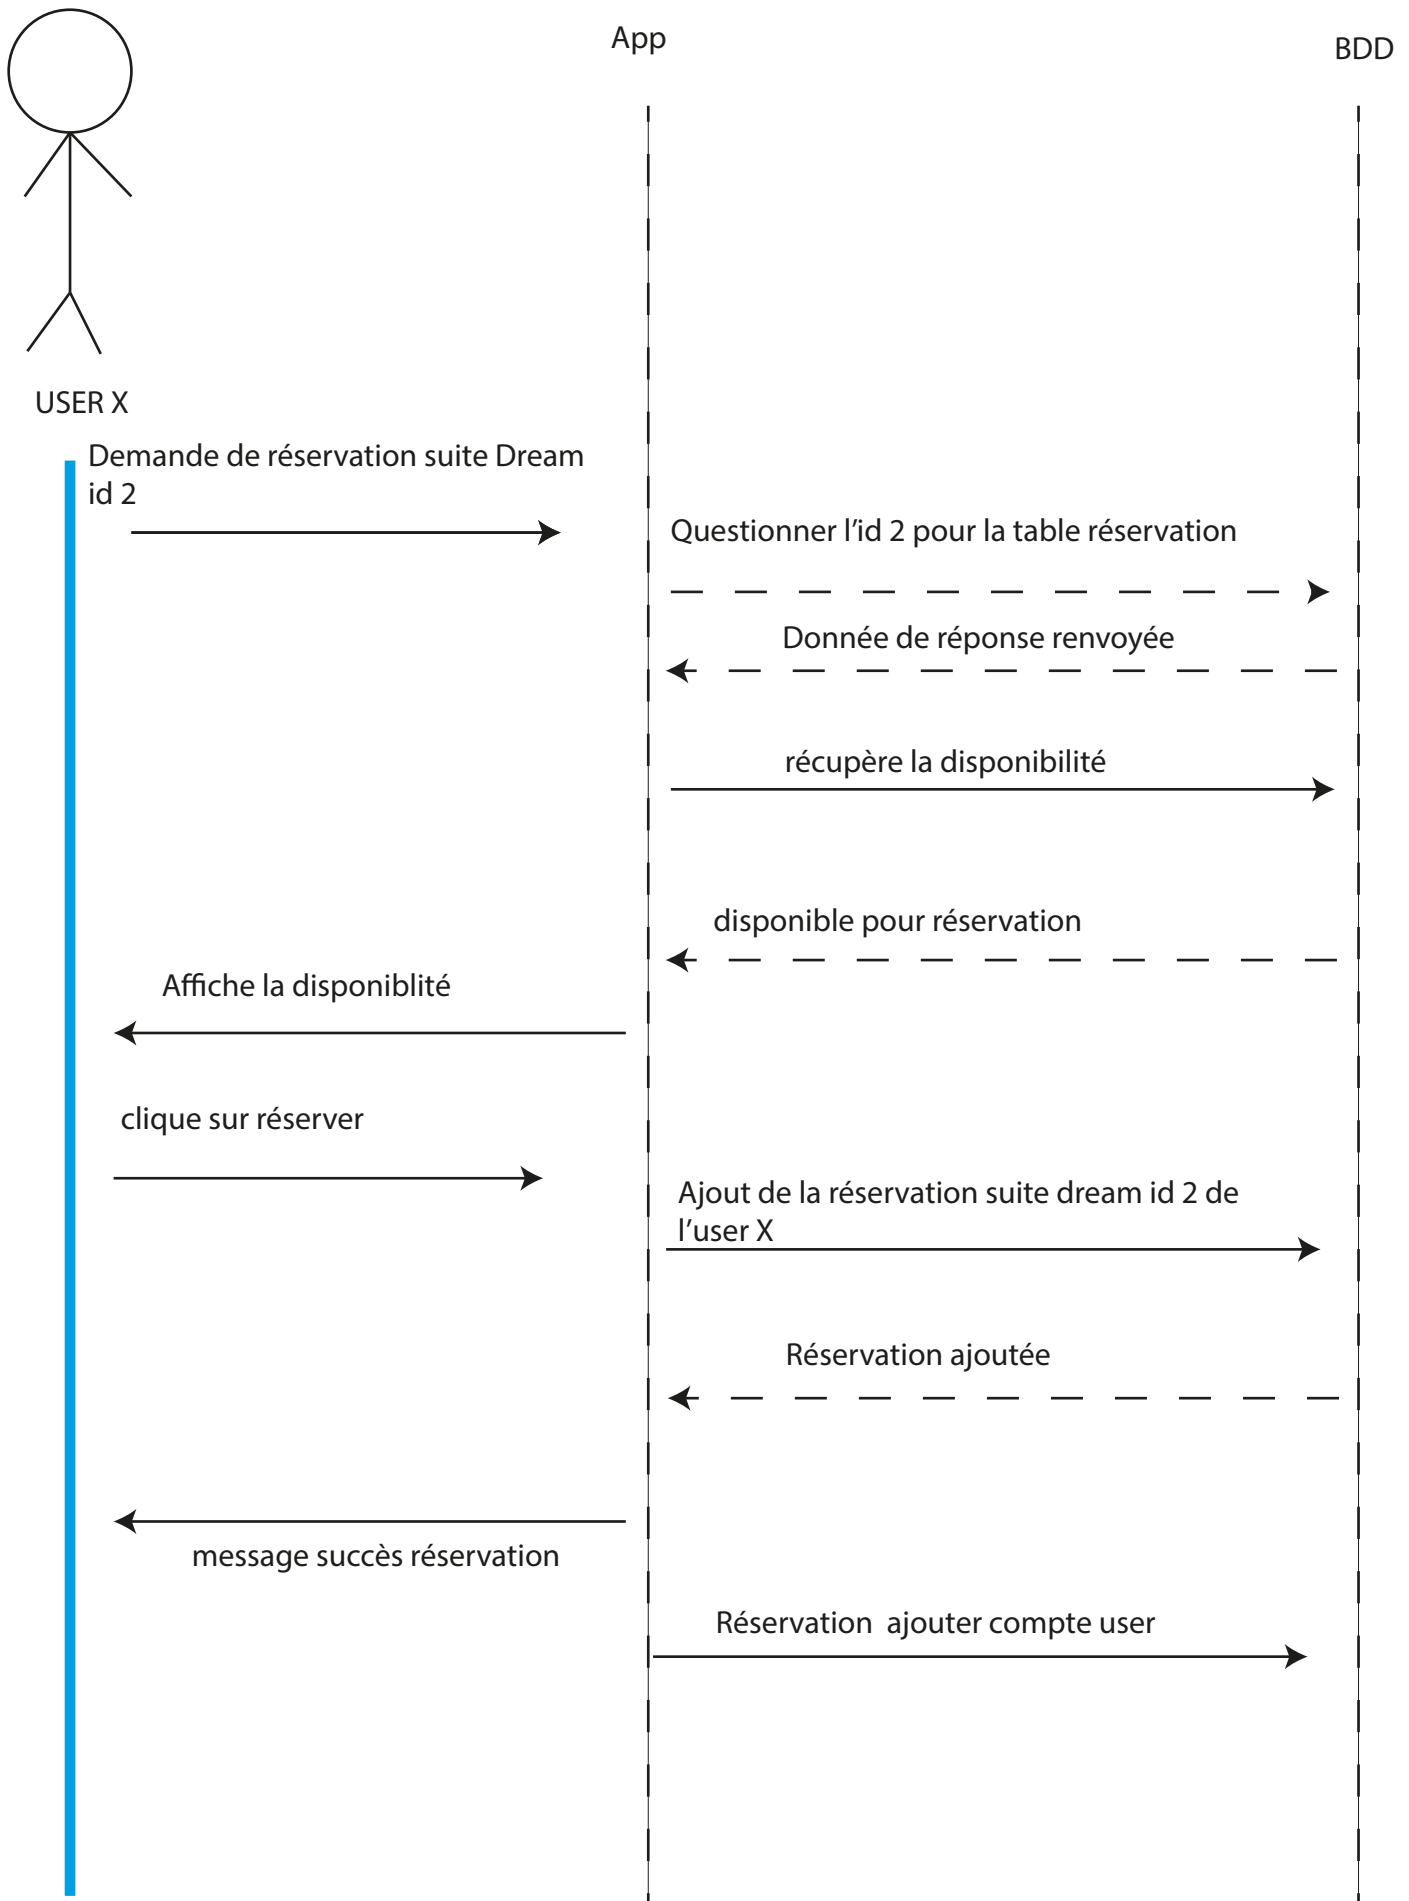 App
BDD
USER X
Demande de réservation suite Dream
id 2
Questionner l'id 2 pour la table réservation
Donnée de réponse renvoyée
récupère la disponibilité
disponible pour réservation
Affiche la disponiblité
clique sur réserver
Ajout de la réservation suite dream id 2 de
l'user X
Réservation ajoutée
message succès réservation
Réservation  ajouter compte user